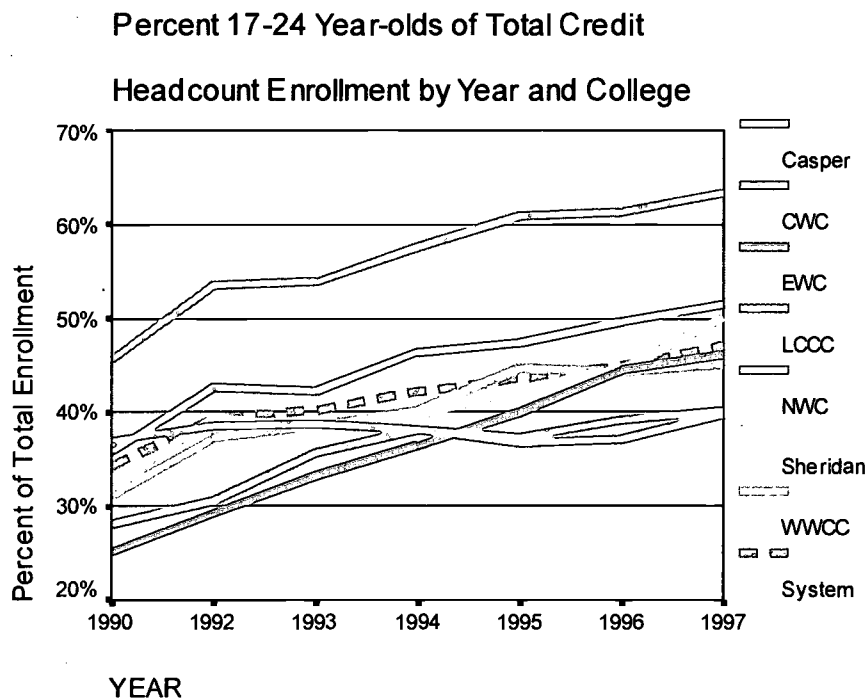 Percent 17-24 Year-olds of Total Credit
Headcount Enrollment by Year and College
Percent of Total Enrollment
70%
60%
50%
40%
30%
20%
1990 1992 1993 1994 1995 1996 1997
YEAR
Casper
CWC
EWC
LCCC
NWC
Sheridan
WWCC
System